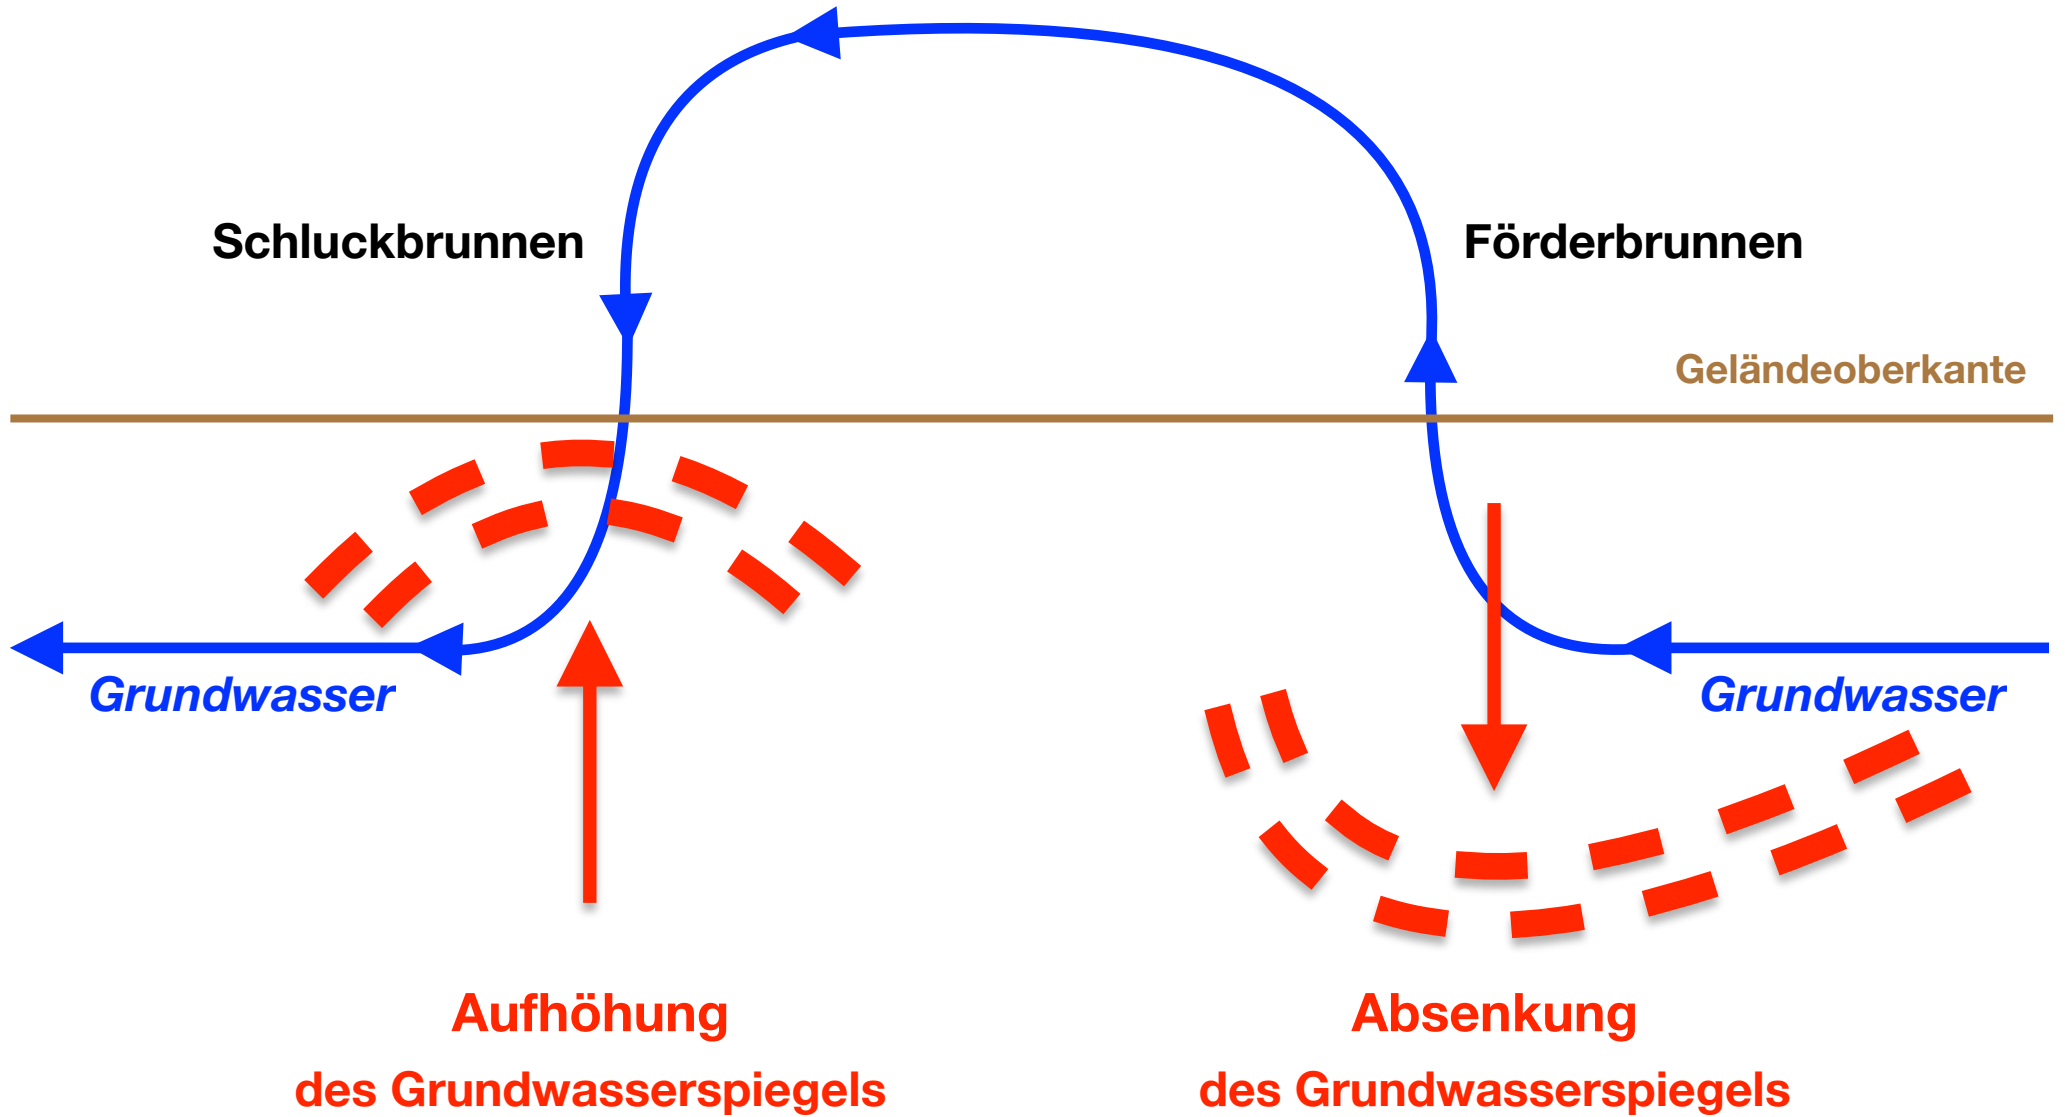 Schluckbrunnen
Förderbrunnen
Geländeoberkante
Grundwasser
Grundwasser
Aufhöhung
des Grundwasserspiegels
Absenkung
des Grundwasserspiegels